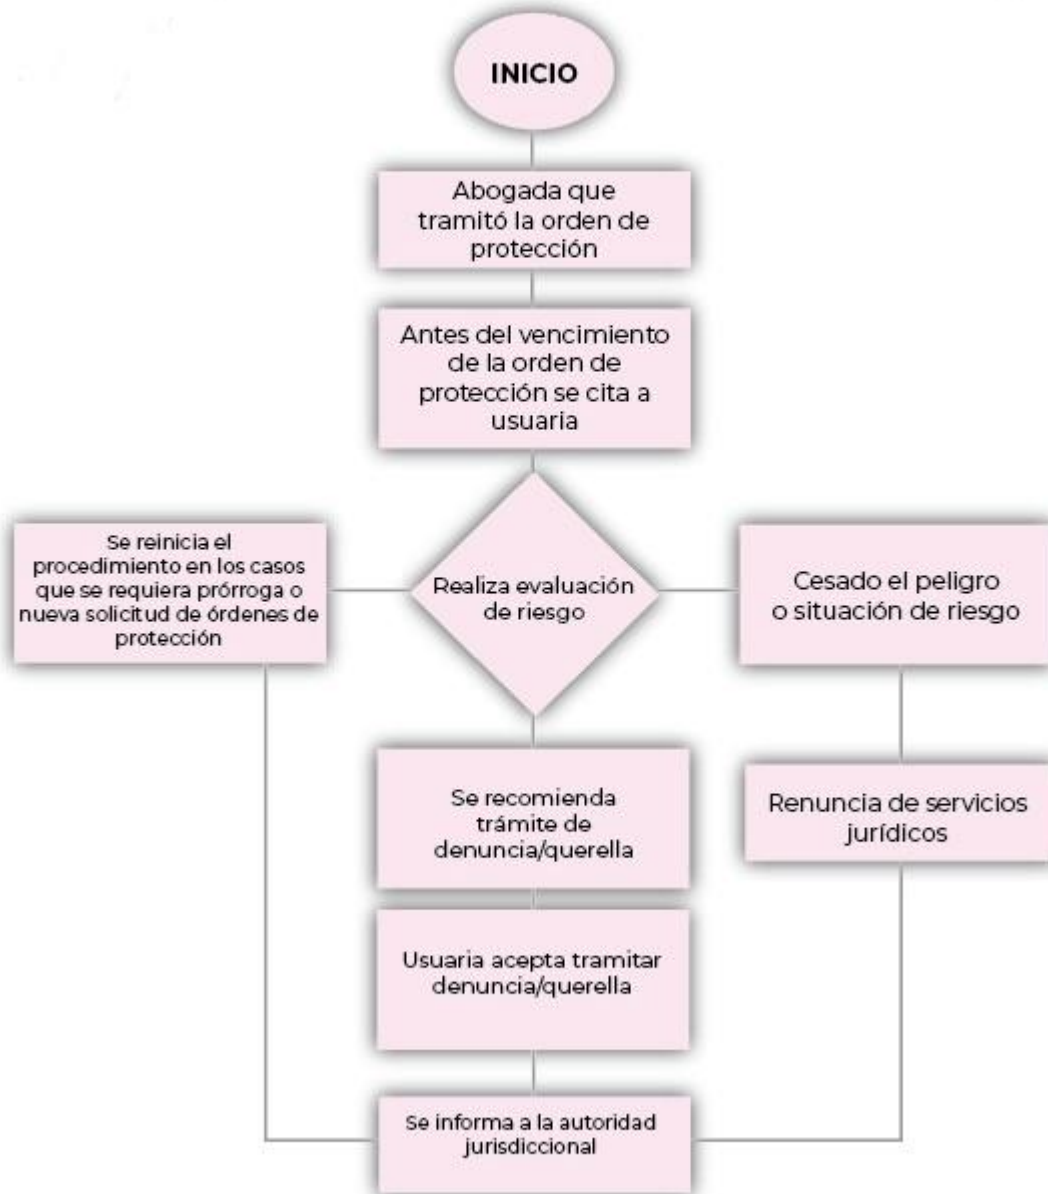 INICIO
Abogada que
tramitó la orden de
protección
Antes del vencimiento
de la orden de
protección se cita a
usuaria
Realiza evaluación
de riesgo
Se reinicia el
procedimiento en los casos
que se requiera prórroga o
nueva solicitud de órdenes de
protección
Cesado el peligro
o situación de riesgo
Se recomienda
trámite de
denuncia/querella
Renuncia de servicios
jurídicos
Usuaria acepta tramitar
denuncia/querella
Se informa a la autoridad
jurisdiccional